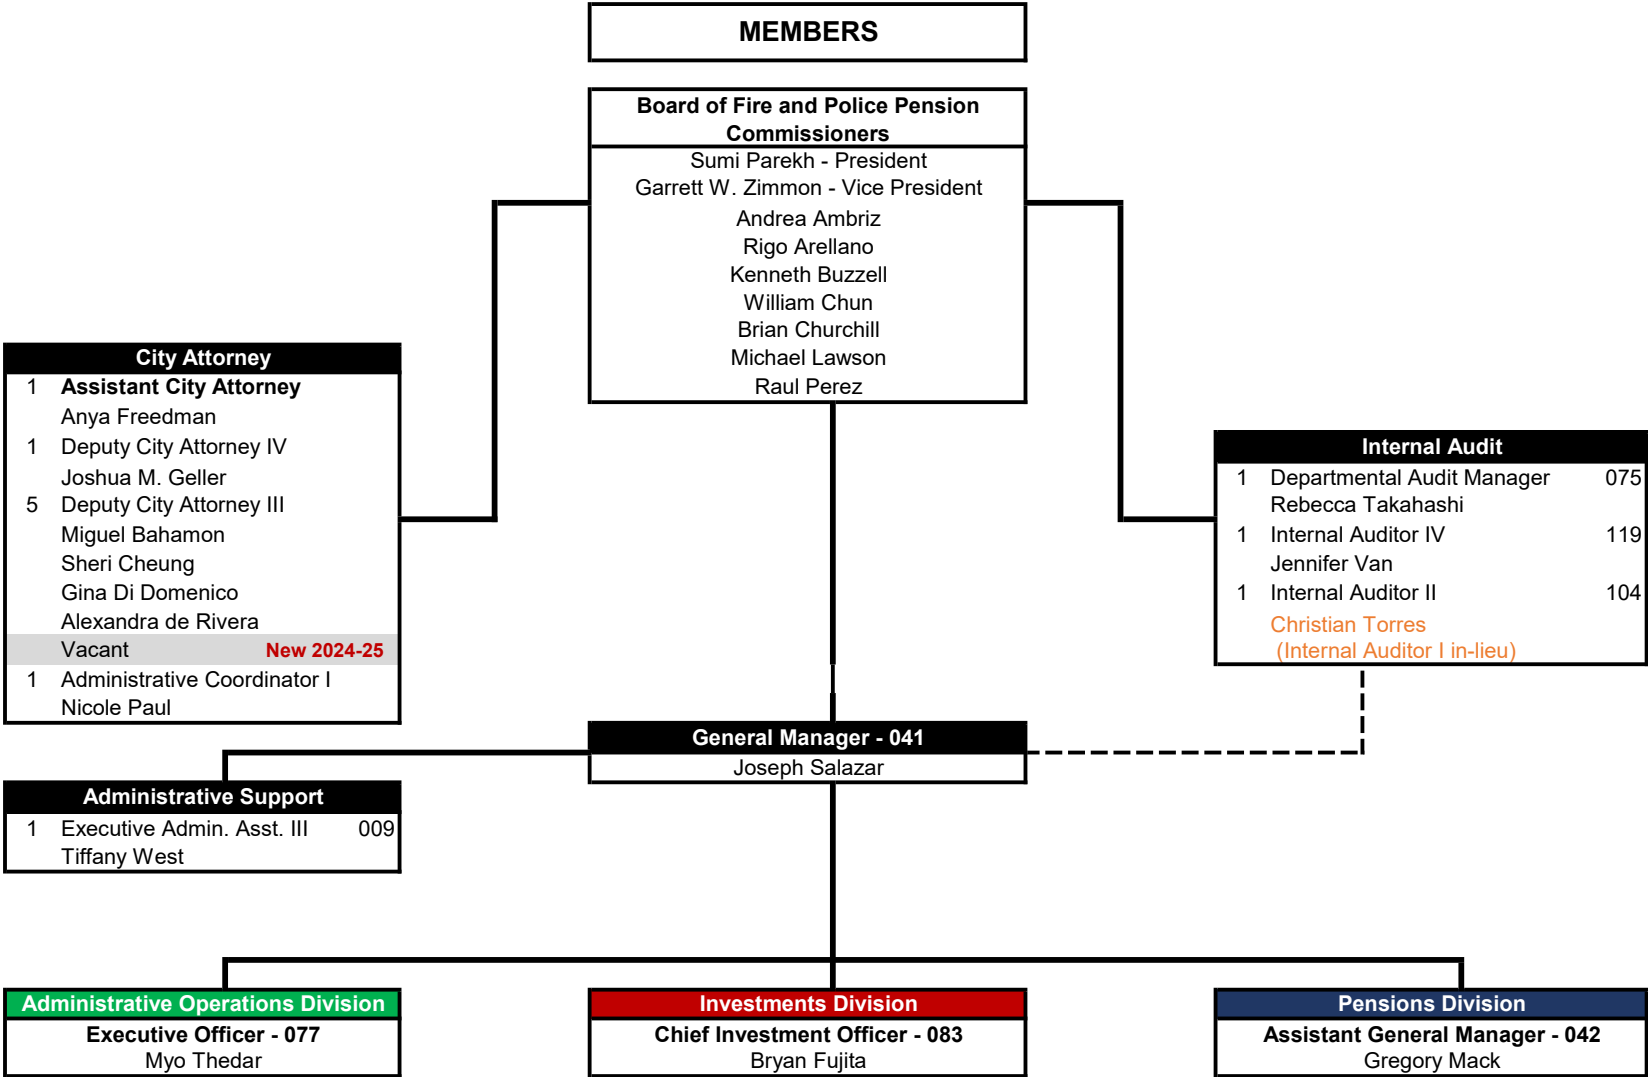 MEMBERS
Board of Fire and Police Pension
Commissioners
Sumi Parekh - President
Garrett W. Zimmon - Vice President
Andrea Ambriz
Rigo Arellano
Kenneth Buzzell
William Chun
Brian Churchill
Michael Lawson
Raul Perez
City Attorney
1 Assistant City Attorney
Anya Freedman
1 Deputy City Attorney IV
Joshua M. Geller
5 Deputy City Attorney III
Miguel Bahamon
Sheri Cheung
Gina Di Domenico
Alexandra de Rivera
Vacant New 2024-25
1 Administrative Coordinator I
Nicole Paul
Internal Audit
1 Departmental Audit Manager 075
Rebecca Takahashi
1 Internal Auditor IV 119
Jennifer Van
1 Internal Auditor II 104
Christian Torres
(Internal Auditor I in-lieu)
General Manager - 041
Joseph Salazar
Administrative Support
1 Executive Admin. Asst. III 009
Tiffany West
Administrative Operations Division
Executive Officer - 077
Myo Thedar
Investments Division
Chief Investment Officer - 083
Bryan Fujita
Pensions Division
Assistant General Manager - 042
Gregory Mack